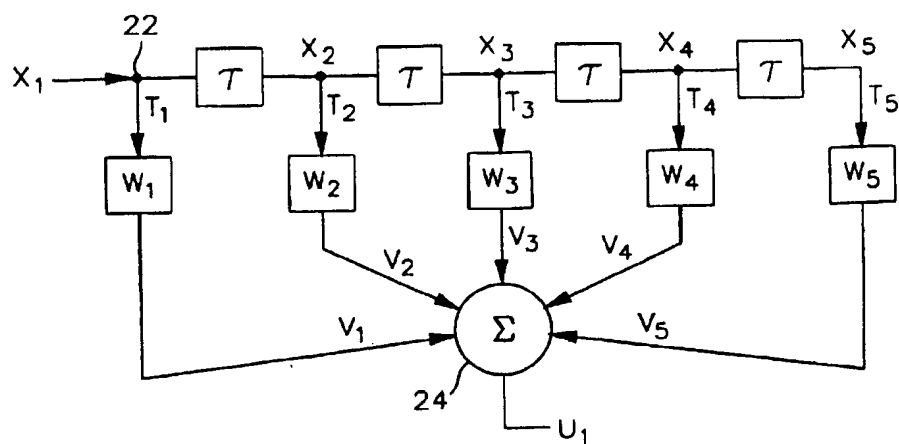 22
X₁ τ X₂ τ X₃ τ X₄ τ X₅
T₁ T₂ T₃ T₄ T₅
W₁ W₂ W₃ W₄ W₅
V₂ V₃ V₄
V₁ Σ V₅
24
U₁